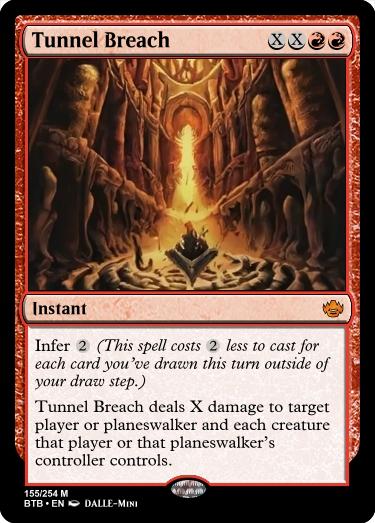 Tunnel Breach XXRR
Instant
Infer 2 (This spell costs 2 less to cast for
each card you've drawn this turn outside of
your draw step.)
Tunnel Breach deals X damage to target
player or planeswalker and each creature
that player or that planeswalker's
controller controls.
155/254 M
BTB • EN DALLE-Mini